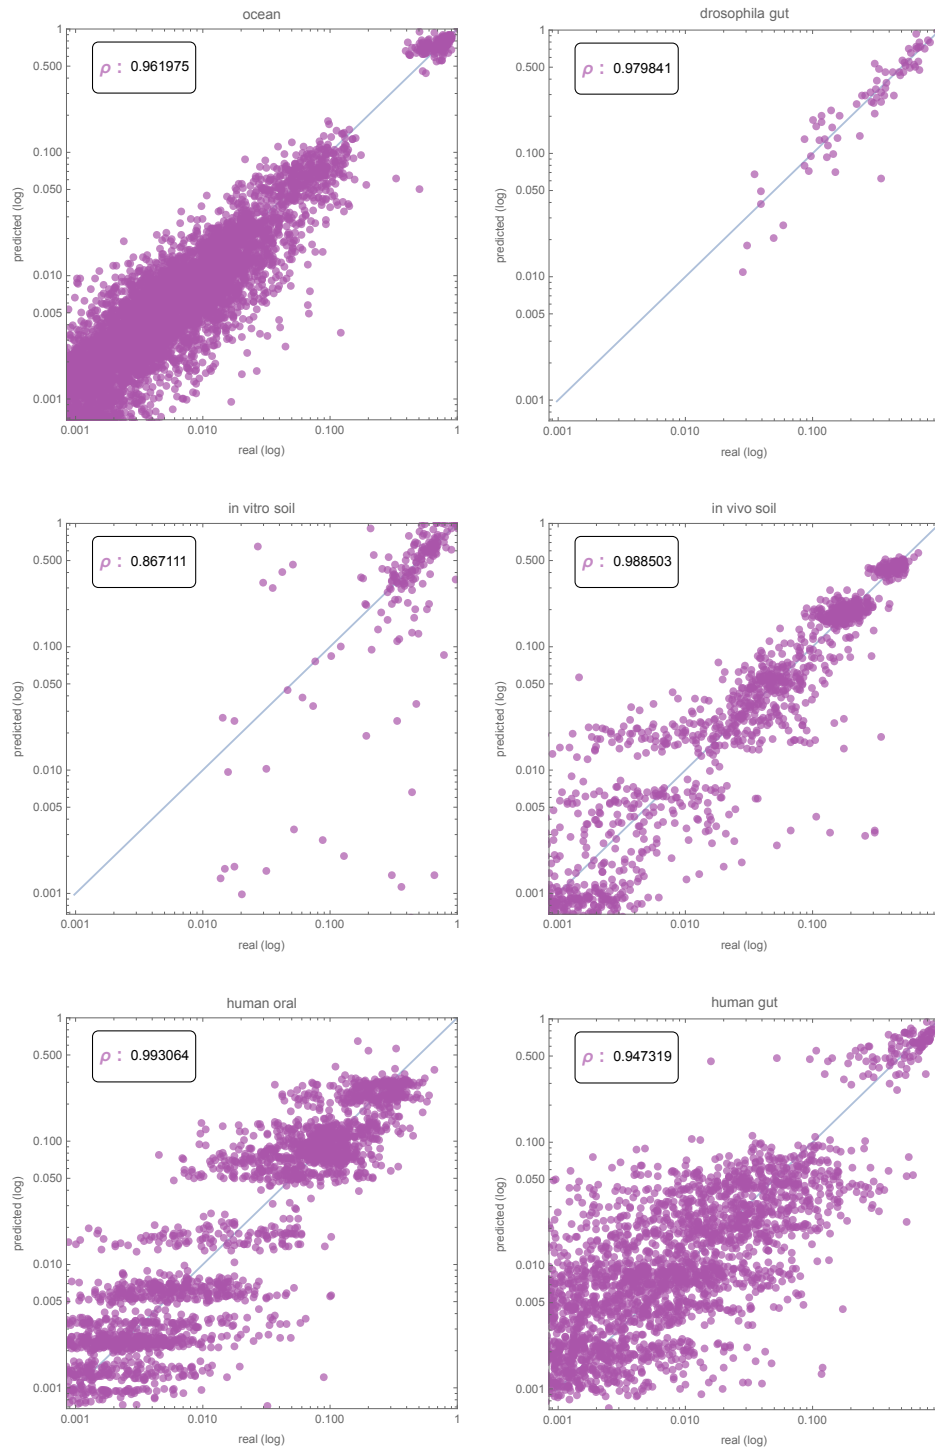 ocean
ρ : 0.961975
1
0.500
0.100
0.050
0.010
0.005
0.001
predicted (log)
0.001 0.010 0.100 1
real (log)
drosophila gut
ρ : 0.979841
1
0.500
0.100
0.050
0.010
0.005
0.001
predicted (log)
0.001 0.010 0.100
real (log)
in vitro soil
ρ : 0.867111
1
0.500
0.100
0.050
0.010
0.005
0.001
predicted (log)
0.001 0.010 0.100 1
real (log)
in vivo soil
ρ : 0.988503
1
0.500
0.100
0.050
0.010
0.005
0.001
predicted (log)
0.001 0.010 0.100
real (log)
human oral
ρ : 0.993064
1
0.500
0.100
0.050
0.010
0.005
0.001
predicted (log)
0.001 0.010 0.100 1
real (log)
human gut
ρ : 0.947319
1
0.500
0.100
0.050
0.010
0.005
0.001
predicted (log)
0.001 0.010 0.100
real (log)